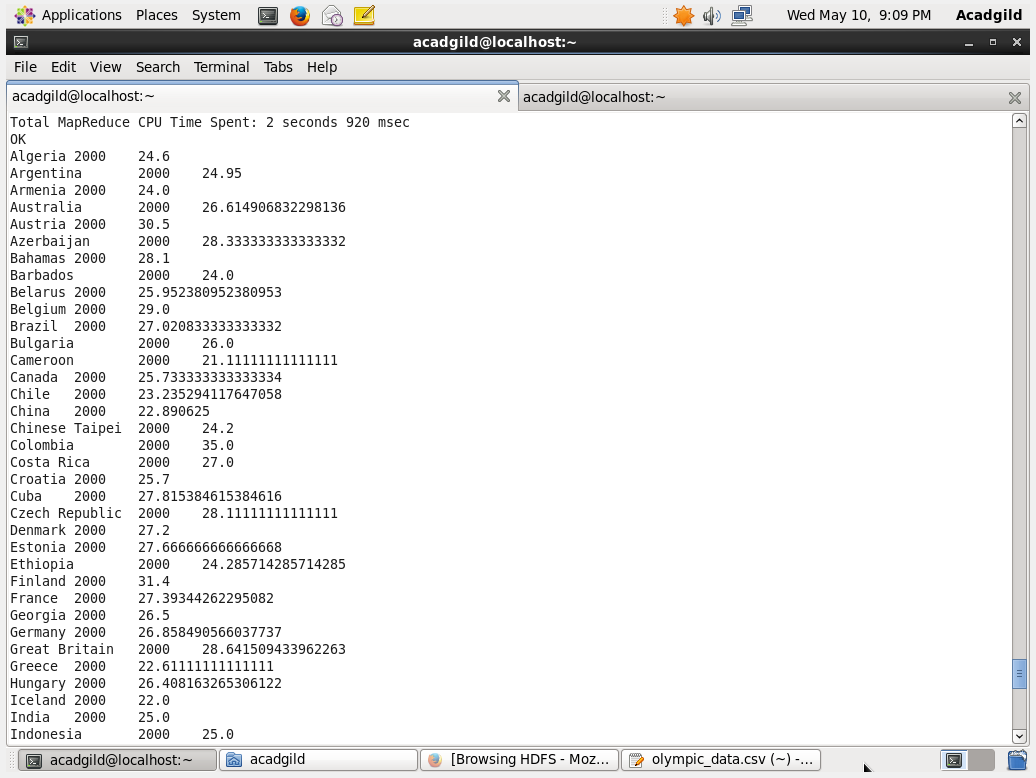 Applications Places System Wed May 10, 9:09 PM Acadgild
acadgild@localhost:~
File Edit View Search Terminal Tabs Help
acadgild@localhost:~ acadgild@localhost:~
Total MapReduce CPU Time Spent: 2 seconds 920 msec
OK
Algeria 2000 24.6
Argentina 2000 24.95
Armenia 2000 24.0
Australia 2000 26.614906832298136
Austria 2000 30.5
Azerbaijan 2000 28.333333333333332
Bahamas 2000 28.1
Barbados 2000 24.0
Belarus 2000 25.952380952380953
Belgium 2000 29.0
Brazil 2000 27.020833333333332
Bulgaria 2000 26.0
Cameroon 2000 21.11111111111111
Canada 2000 25.733333333333334
Chile 2000 23.235294117647058
China 2000 22.890625
Chinese Taipei 2000 24.2
Colombia 2000 35.0
Costa Rica 2000 27.0
Croatia 2000 25.7
Cuba 2000 27.815384615384616
Czech Republic 2000 28.11111111111111
Denmark 2000 27.2
Estonia 2000 27.666666666666668
Ethiopia 2000 24.285714285714285
Finland 2000 31.4
France 2000 27.39344262295082
Georgia 2000 26.5
Germany 2000 26.858490566037737
Great Britain 2000 28.641509433962263
Greece 2000 22.61111111111111
Hungary 2000 26.408163265306122
Iceland 2000 22.0
India 2000 25.0
Indonesia 2000 25.0
acadgild@localhost:~ acadgild [Browsing HDFS - Moz... olympic_data.csv (~) -...